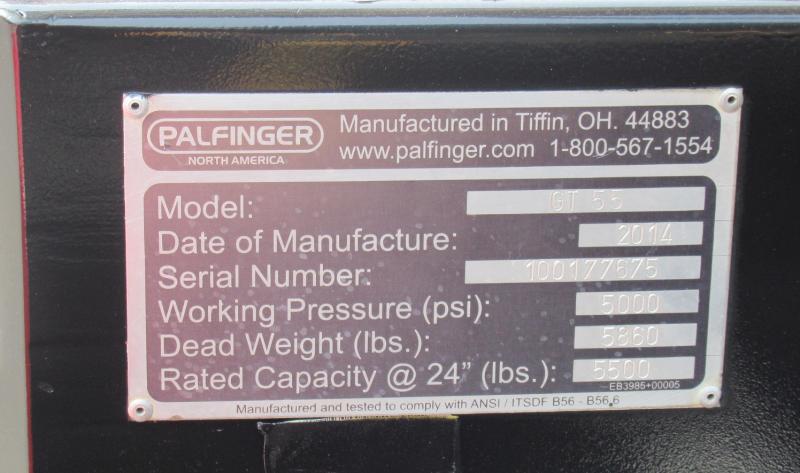 PALFINGER
NORTH AMERICA
Manufactured in Tiffin, OH. 44883
www.palfinger.com 1-800-567-1554
Model: GT 55
Date of Manufacture: 2014
Serial Number: 100177675
Working Pressure (psi): 5000
Dead Weight (lbs.): 5860
Rated Capacity @ 24" (lbs.): 5500
EB3985+00005
Manufactured and tested to comply with ANSI / ITSDF B56 - B56.6